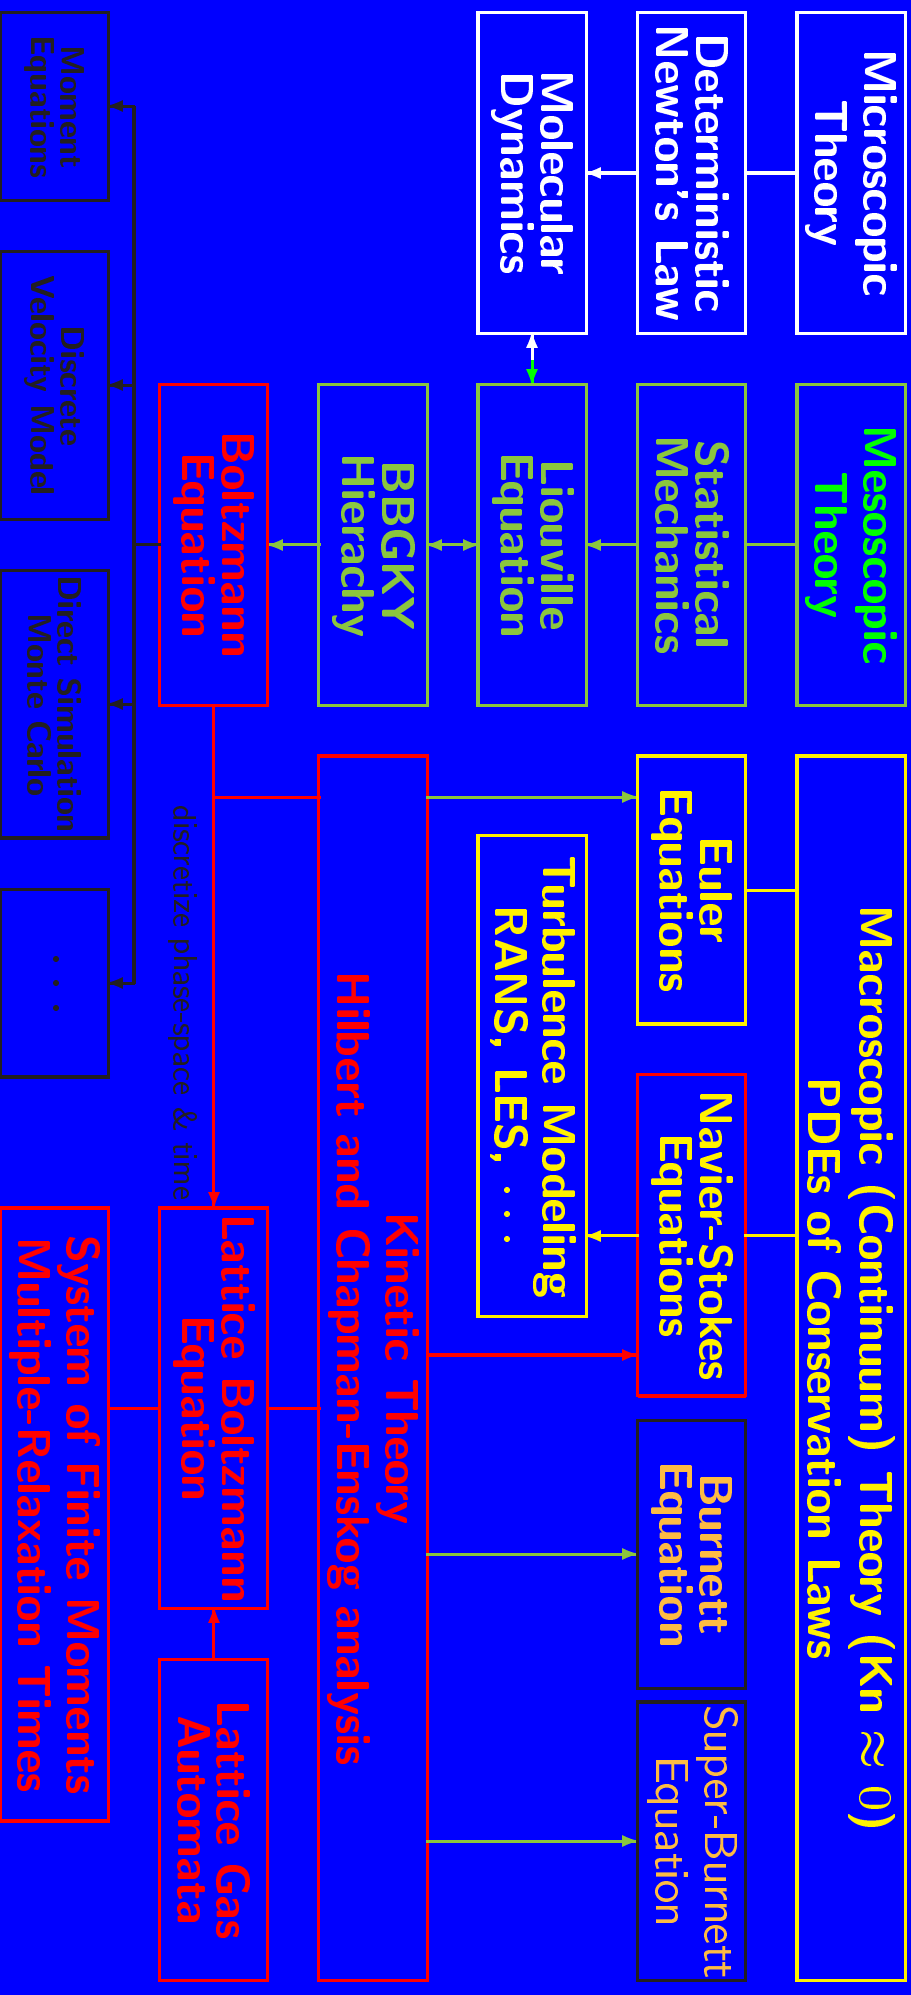 Microscopic
Theory
Mesoscopic
Theory
Macroscopic (Continuum) Theory (Kn ≈ 0)
PDEs of Conservation Laws
Deterministic
Newton's Law
Statistical
Mechanics
Euler
Equations
Navier-Stokes
Equations
Burnett
Equation
Super-Burnett
Equation
Molecular
Dynamics
Liouville
Equation
Turbulence Modeling
RANS, LES, . . .
BBGKY
Hierachy
Kinetic Theory
Hilbert and Chapman-Enskog analysis
Boltzmann
Equation
discretize phase-space & time
Lattice Boltzmann
Equation
Lattice Gas
Automata
Moment
Equations
Discrete
Velocity Model
Direct Simulation
Monte Carlo
. . .
System of Finite Moments
Multiple-Relaxation Times